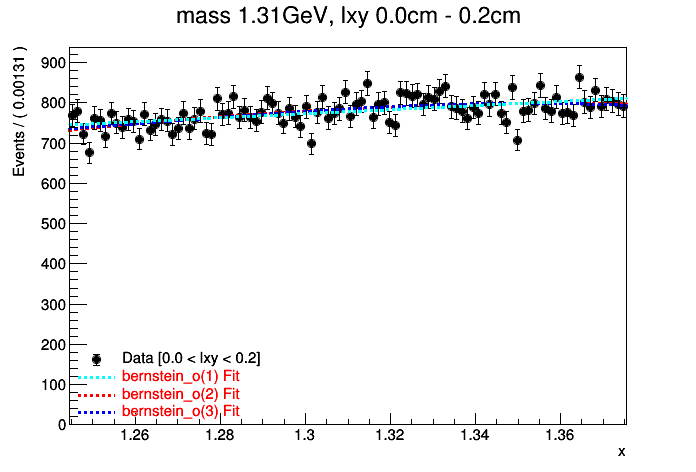 mass 1.31GeV, lxy 0.0cm - 0.2cm
Events / ( 0.00131 )
900
800
700
600
500
400
300
200
100
0
Data [0.0 < lxy < 0.2]
bernstein_o(1) Fit
bernstein_o(2) Fit
bernstein_o(3) Fit
1.26 1.28 1.3 1.32 1.34 1.36
x